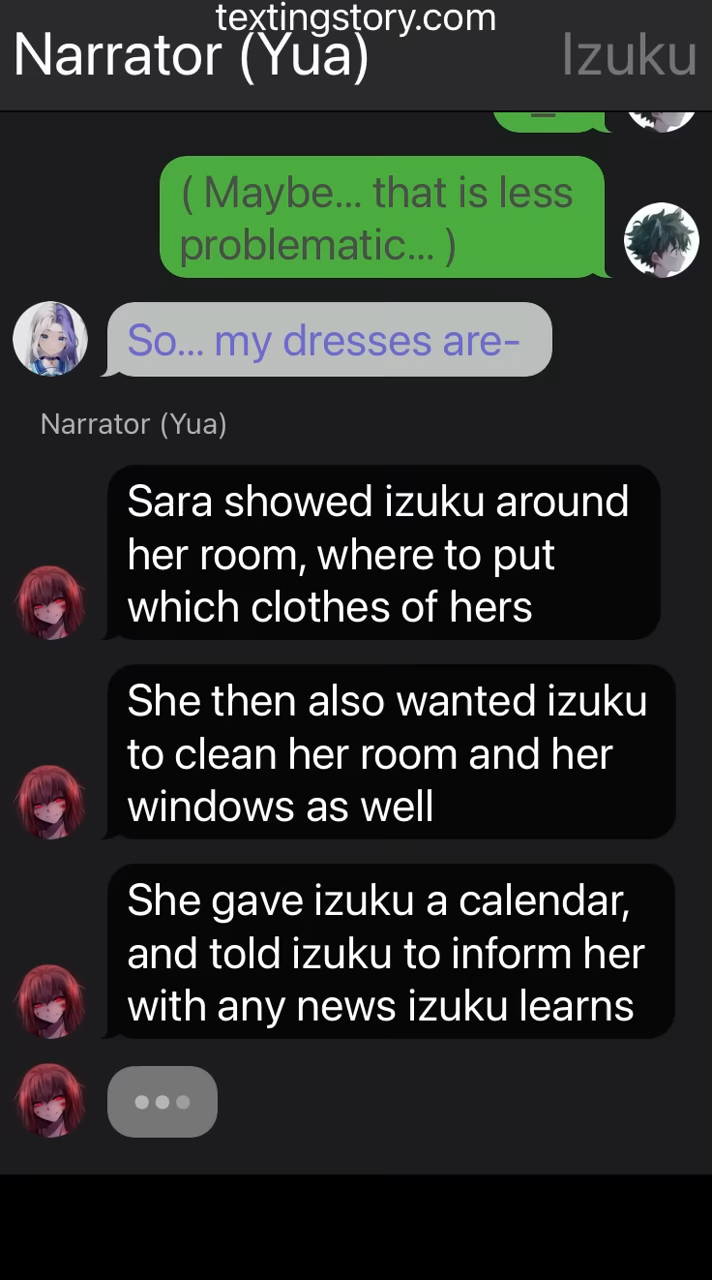 textingstory.com
Narrator (Yua)
Izuku
( Maybe... that is less
problematic... )
So... my dresses are-
Narrator (Yua)
Sara showed izuku around
her room, where to put
which clothes of hers
She then also wanted izuku
to clean her room and her
windows as well
She gave izuku a calendar,
and told izuku to inform her
with any news izuku learns